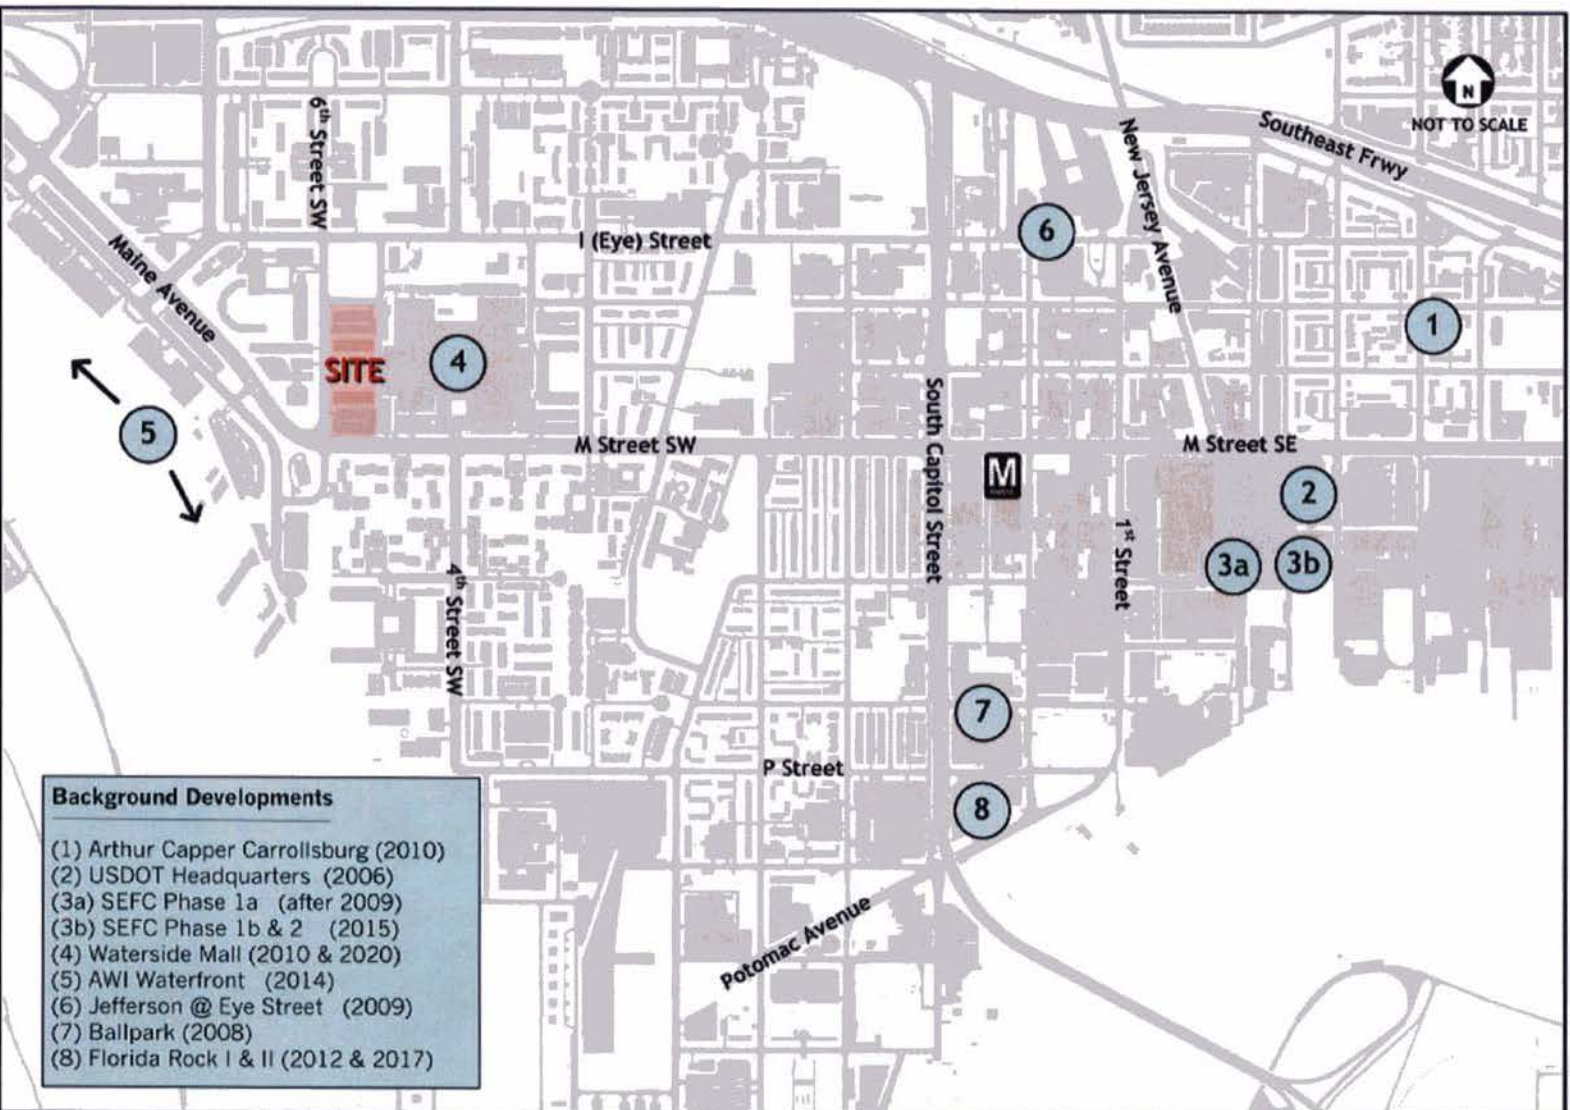 N
NOT TO SCALE
Southeast Frwy
New Jersey Avenue
6th Street SW
Maine Avenue
I (Eye) Street
6
1
SITE
4
5
M Street SW
South Capitol Street
M
M Street SE
2
1st Street
3a
3b
4th Street SW
7
P Street
8
Potomac Avenue
Background Developments
(1) Arthur Capper Carrollsburg (2010)
(2) USDOT Headquarters (2006)
(3a) SEFC Phase 1a (after 2009)
(3b) SEFC Phase 1b & 2 (2015)
(4) Waterside Mall (2010 & 2020)
(5) AWI Waterfront (2014)
(6) Jefferson @ Eye Street (2009)
(7) Ballpark (2008)
(8) Florida Rock I & II (2012 & 2017)